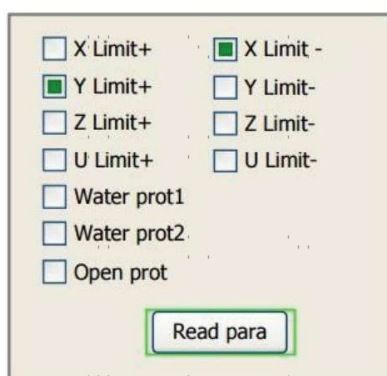 X Limit+ X Limit -
Y Limit+ Y Limit-
Z Limit+ Z Limit-
U Limit+ U Limit-
Water prot1
Water prot2
Open prot
Read para